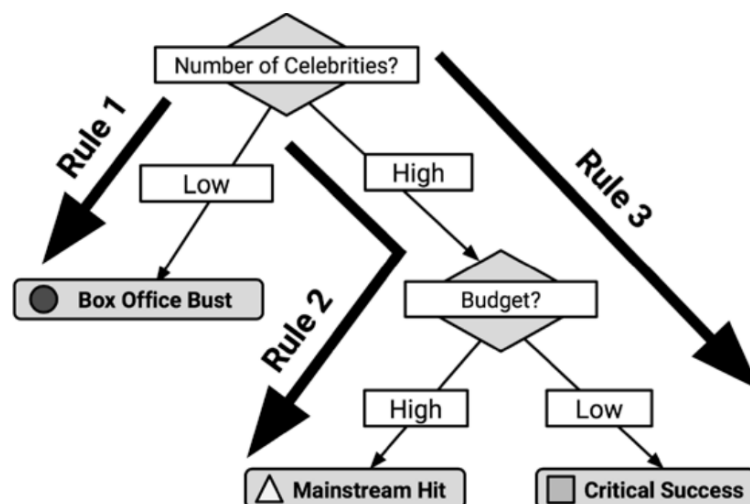 Number of Celebrities?
Rule 1
Low
High
Rule 3
Box Office Bust
Rule 2
Budget?
High
Low
Mainstream Hit
Critical Success